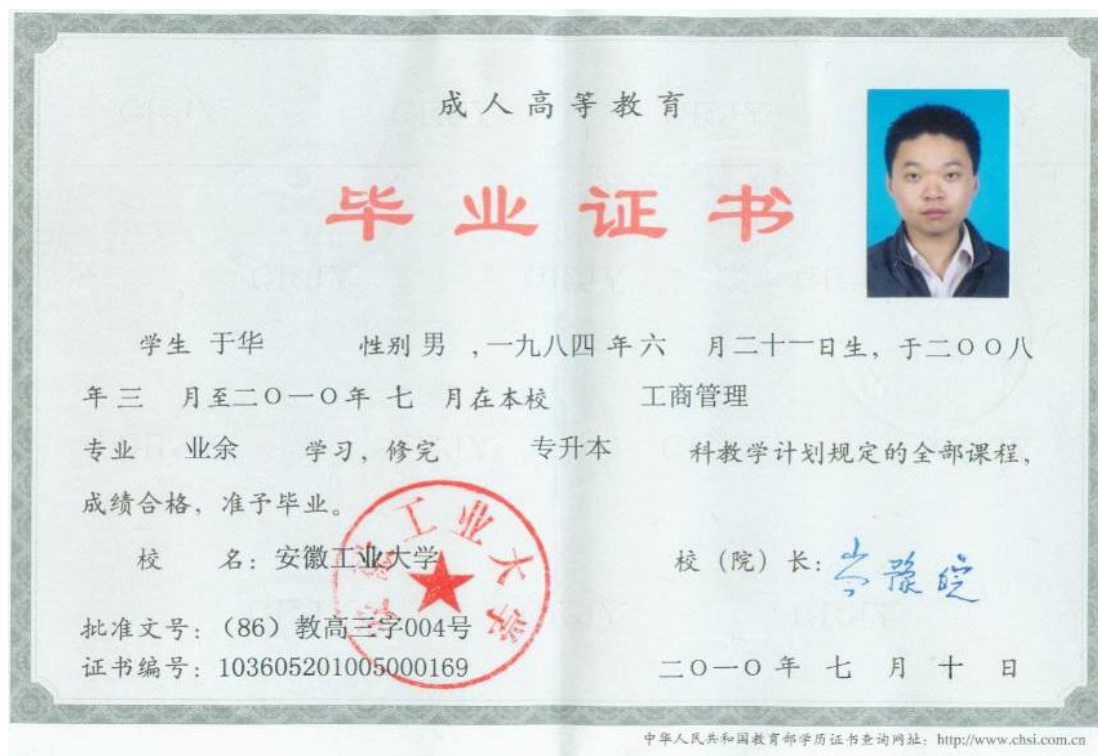 成人高等教育
毕业证书
学生 于华 性别 男 ,一九八四 年 六 月二十一日生, 于二〇〇八
年 三 月至二〇一〇年 七 月在本校 工商管理
专业 业余 学习, 修完 专升本 科教学计划规定的全部课程,
成绩合格, 准予毕业。
校 名: 安徽工业大学
校(院)长:
批准文号:(86)教高三字004号
证书编号: 103605201005000169
二〇一〇 年 七 月 十 日
安徽工业大学
中华人民共和国教育部学历证书查询网址: http://www.chsi.com.cn